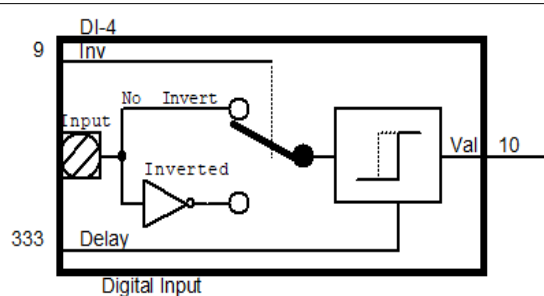 DI-4
9 Inv
No Invert
Input
Inverted
Val 10
333 Delay
Digital Input